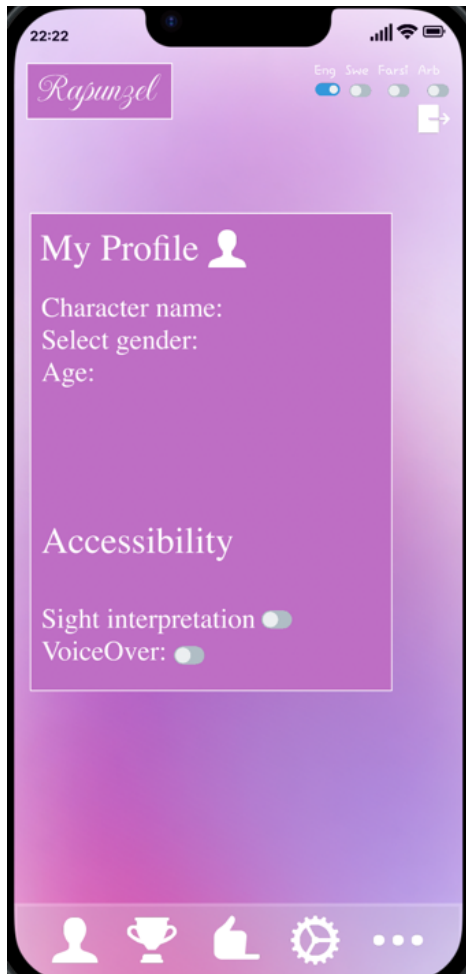 22:22
Rapunzel
Eng Swe Farsi Arb
My Profile
Character name:
Select gender:
Age:
Accessibility
Sight interpretation
VoiceOver: